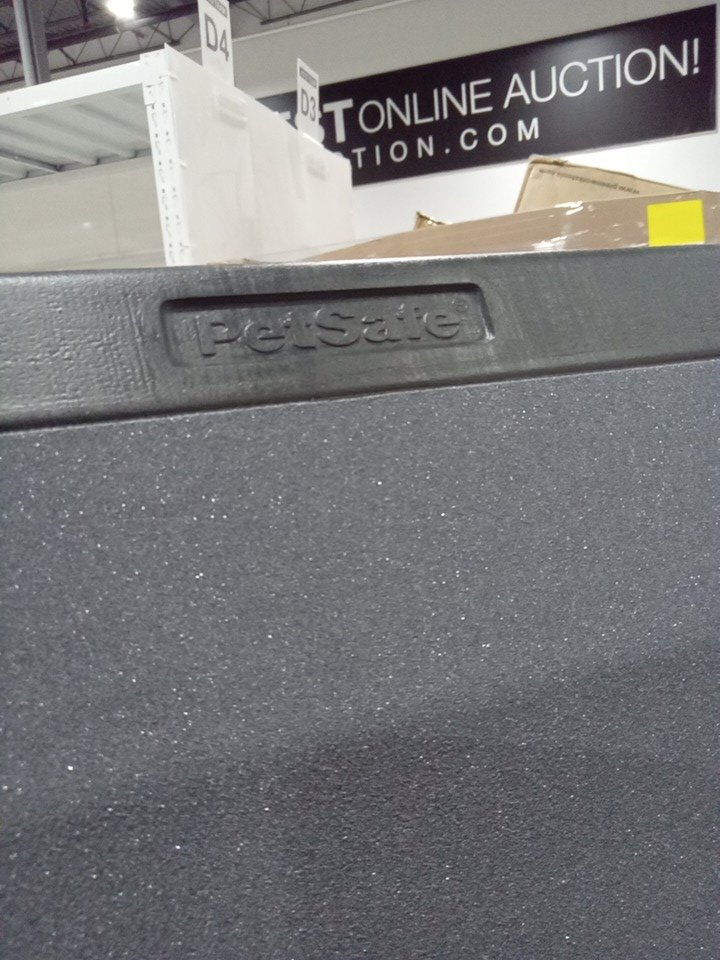 D4
D3
T ONLINE AUCTION!
TION.COM
PetSafe®